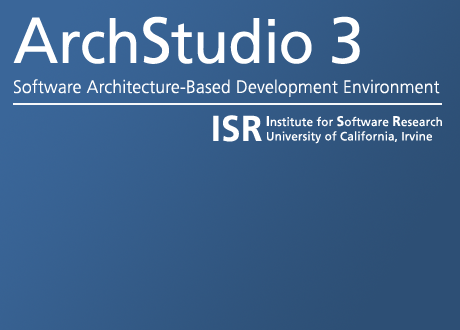 ArchStudio 3
Software Architecture-Based Development Environment
ISR Institute for Software Research
University of California, Irvine